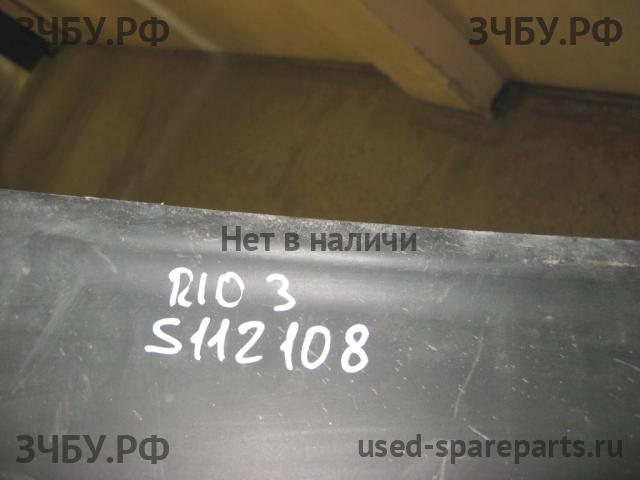 ЗЧБУ.РФ ЗЧБУ.РФ
Нет в наличи
RIO 3
S112108
ЗЧБУ.РФ used-spareparts.ru